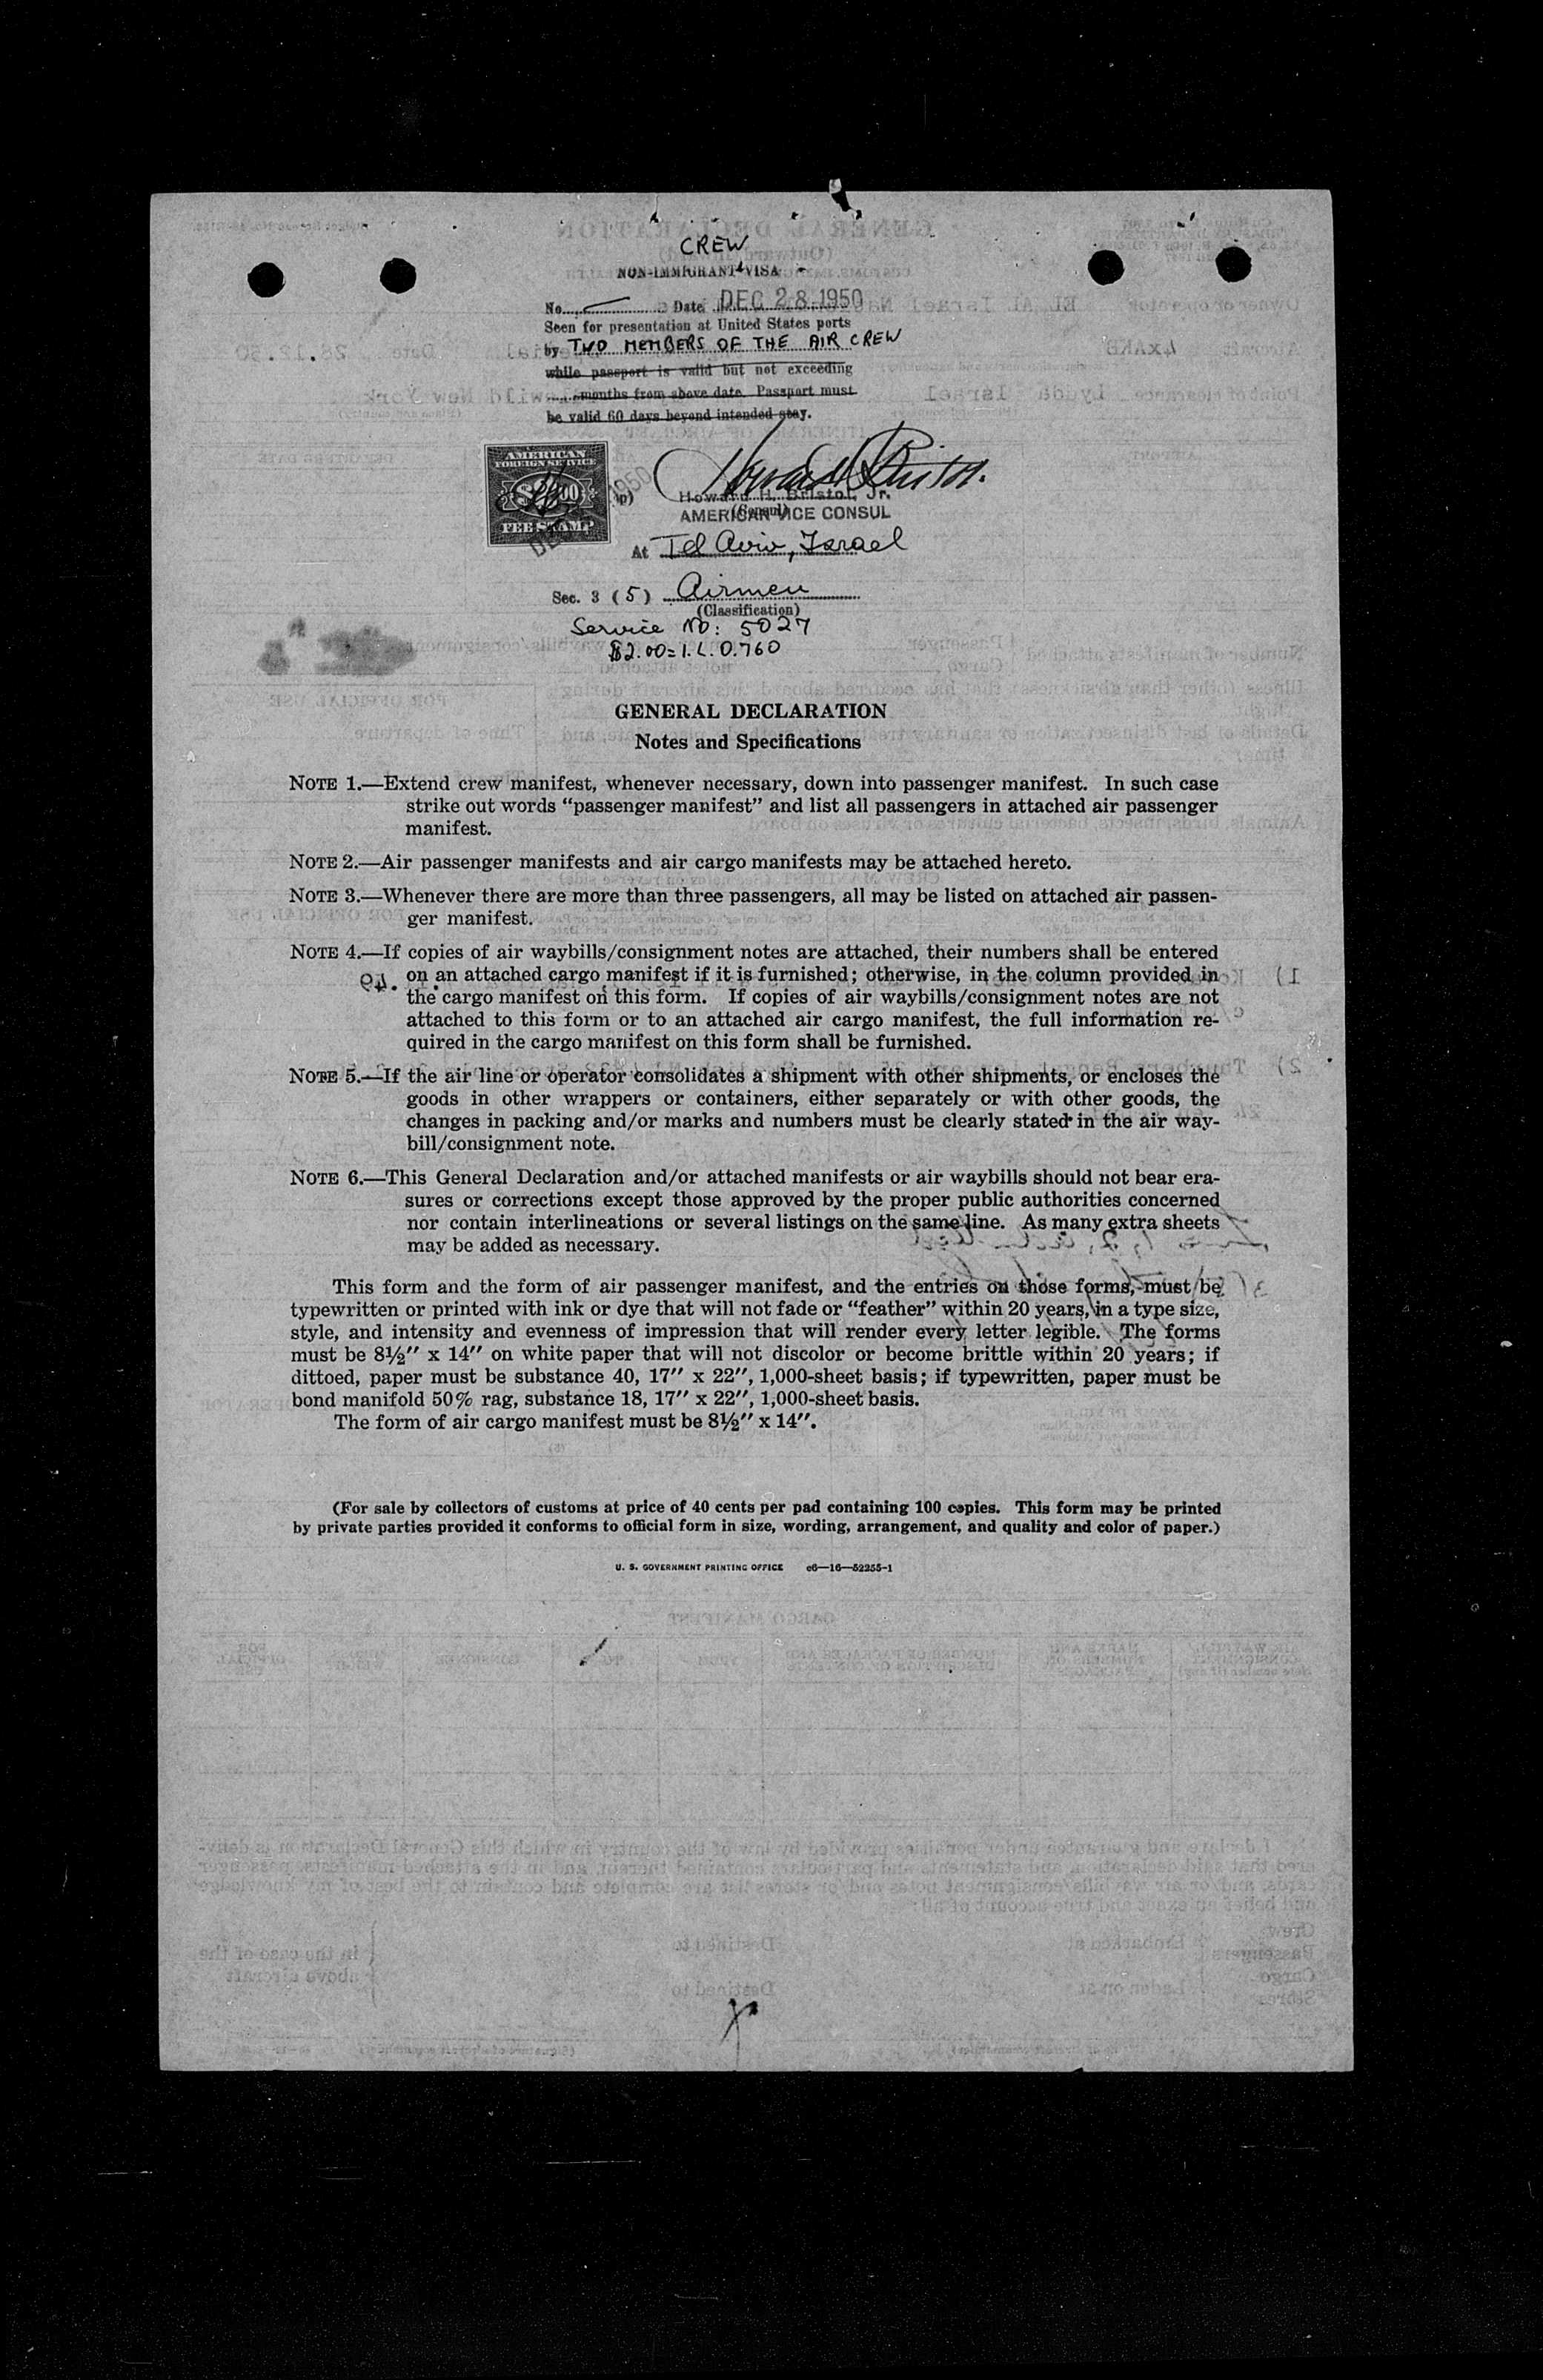 CREW
NON-IMMIGRANT VISA
No. Date DEC 28 1950
Seen for presentation at United States ports
by TWO MEMBERS OF THE AIR CREW
while passport is valid but not exceeding
months from above date. Passport must
be valid 60 days beyond intended stay.
AMERICAN
FOREIGN SERVICE
FEE STAMP
1950
Howard H. Bristol, Jr.
(Consul)
AMERICAN VICE CONSUL
At Tel Aviv, Israel
Sec. 3 (5) Airmen
(Classification)
Service No: 5027
$2.00 = I.L. 0.760
GENERAL DECLARATION
Notes and Specifications
NOTE 1.—Extend crew manifest, whenever necessary, down into passenger manifest. In such case
strike out words “passenger manifest” and list all passengers in attached air passenger
manifest.
NOTE 2.—Air passenger manifests and air cargo manifests may be attached hereto.
NOTE 3.—Whenever there are more than three passengers, all may be listed on attached air passen-
ger manifest.
NOTE 4.—If copies of air waybills/consignment notes are attached, their numbers shall be entered
on an attached cargo manifest if it is furnished; otherwise, in the column provided in
the cargo manifest on this form. If copies of air waybills/consignment notes are not
attached to this form or to an attached air cargo manifest, the full information re-
quired in the cargo manifest on this form shall be furnished.
NOTE 5.—If the air line or operator consolidates a shipment with other shipments, or encloses the
goods in other wrappers or containers, either separately or with other goods, the
changes in packing and/or marks and numbers must be clearly stated in the air way-
bill/consignment note.
NOTE 6.—This General Declaration and/or attached manifests or air waybills should not bear era-
sures or corrections except those approved by the proper public authorities concerned
nor contain interlineations or several listings on the same line. As many extra sheets
may be added as necessary.
This form and the form of air passenger manifest, and the entries on those forms, must be
typewritten or printed with ink or dye that will not fade or “feather” within 20 years, in a type size,
style, and intensity and evenness of impression that will render every letter legible. The forms
must be 8½″ x 14″ on white paper that will not discolor or become brittle within 20 years; if
dittoed, paper must be substance 40, 17″ x 22″, 1,000-sheet basis; if typewritten, paper must be
bond manifold 50% rag, substance 18, 17″ x 22″, 1,000-sheet basis.
The form of air cargo manifest must be 8½″ x 14″.
(For sale by collectors of customs at price of 40 cents per pad containing 100 copies. This form may be printed
by private parties provided it conforms to official form in size, wording, arrangement, and quality and color of paper.)
U. S. GOVERNMENT PRINTING OFFICE c6—16—52255-1